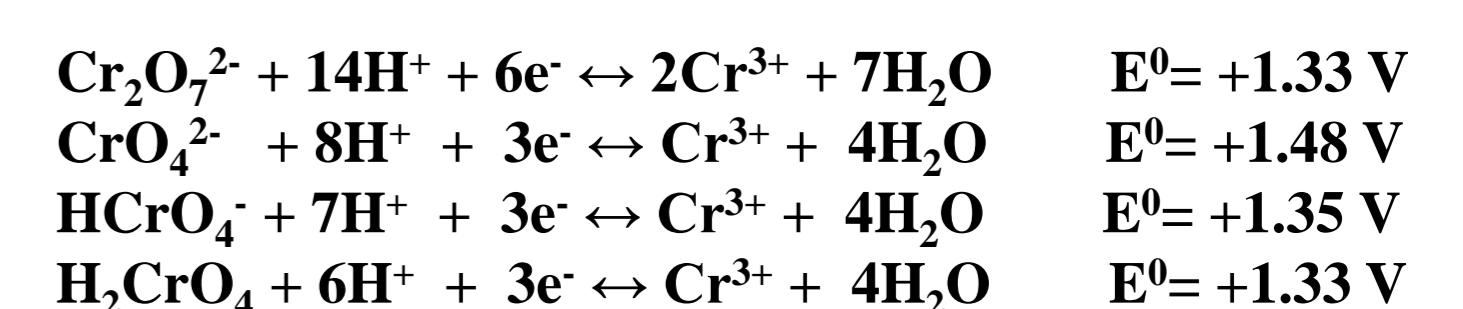 Cr₂O₇²⁻ + 14H⁺ + 6e⁻ ↔ 2Cr³⁺ + 7H₂O E⁰= +1.33 V
CrO₄²⁻ + 8H⁺ + 3e⁻ ↔ Cr³⁺ + 4H₂O E⁰= +1.48 V
HCrO₄⁻ + 7H⁺ + 3e⁻ ↔ Cr³⁺ + 4H₂O E⁰= +1.35 V
H₂CrO₄ + 6H⁺ + 3e⁻ ↔ Cr³⁺ + 4H₂O E⁰= +1.33 V